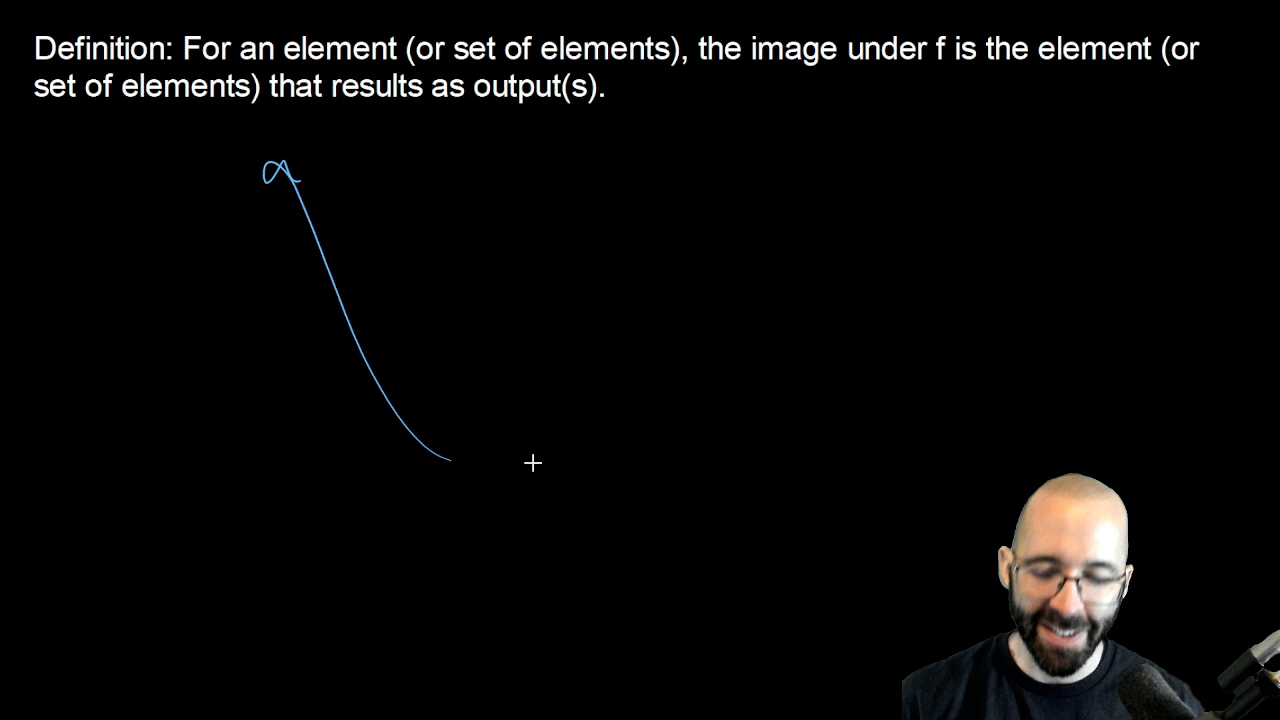 Definition: For an element (or set of elements), the image under f is the element (or
set of elements) that results as output(s).
a